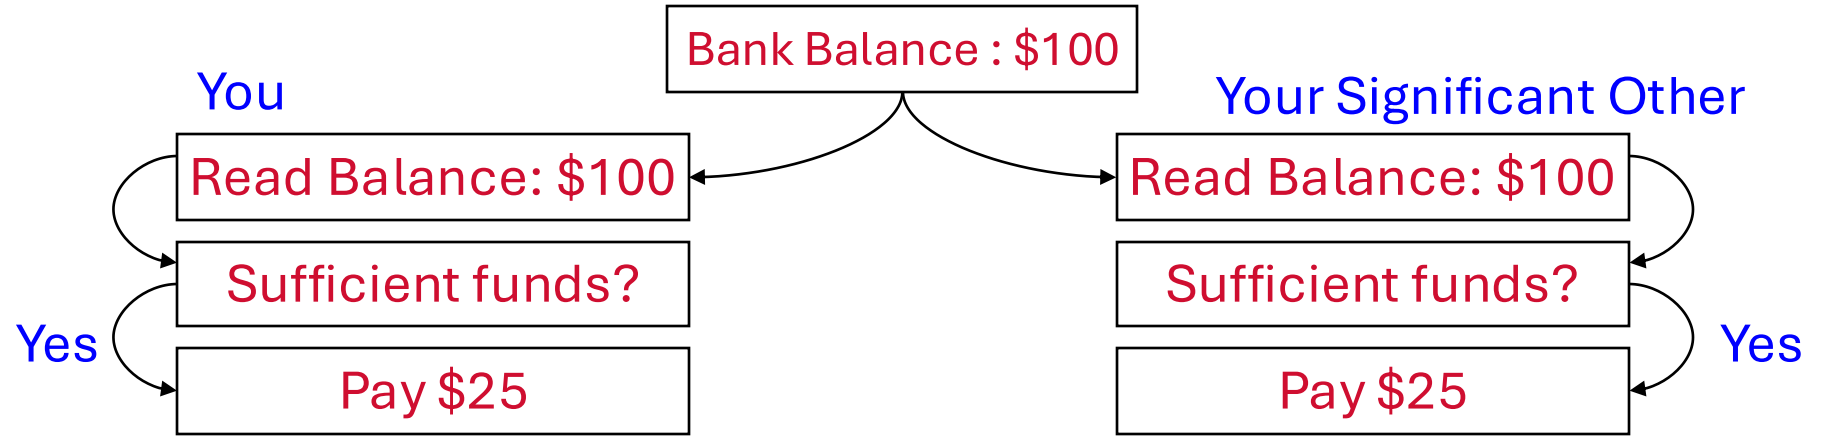 Bank Balance : $100
You
Your Significant Other
Read Balance: $100
Read Balance: $100
Sufficient funds?
Sufficient funds?
Yes
Yes
Pay $25
Pay $25